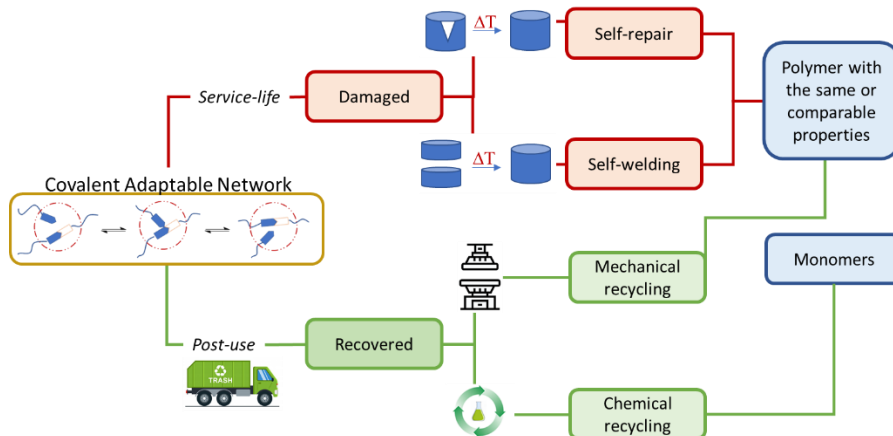 ΔT
Self-repair
Polymer with
the same or
comparable
properties
Service-life
Damaged
ΔT
Self-welding
Covalent Adaptable Network
Mechanical
recycling
Monomers
Post-use
Recovered
TRASH
Chemical
recycling